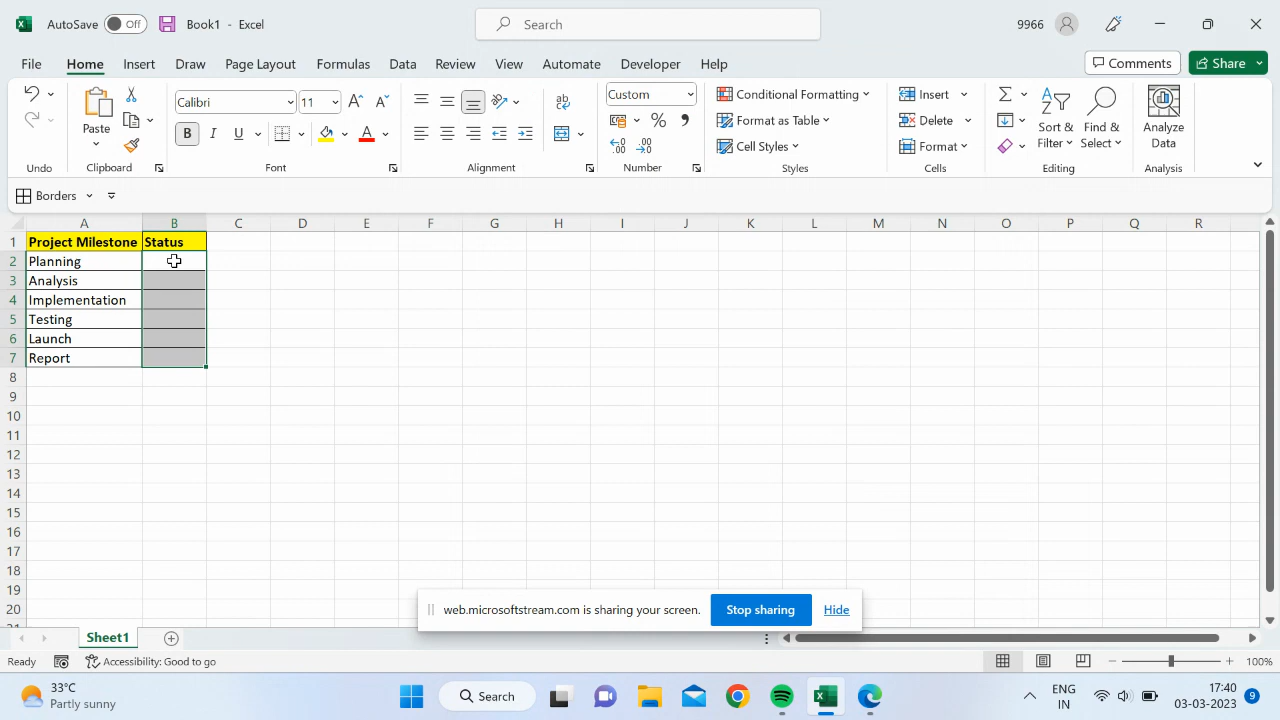 AutoSave Off Book1 - Excel Search 9966
File Home Insert Draw Page Layout Formulas Data Review View Automate Developer Help Comments Share
Paste Calibri 11 Custom Conditional Formatting Insert Sort & Find & Analyze
B I U Format as Table Delete Filter Select Data
Cell Styles Format
Undo Clipboard Font Alignment Number Styles Cells Editing Analysis
Borders
A B C D E F G H I J K L M N O P Q R
1 Project Milestone Status
2 Planning
3 Analysis
4 Implementation
5 Testing
6 Launch
7 Report
8
9
10
11
12
13
14
15
16
17
18
19
20
web.microsoftstream.com is sharing your screen. Stop sharing Hide
Sheet1
Ready Accessibility: Good to go 100%
33°C Search ENG 17:40
Partly Sunny IN 03-03-2023 9